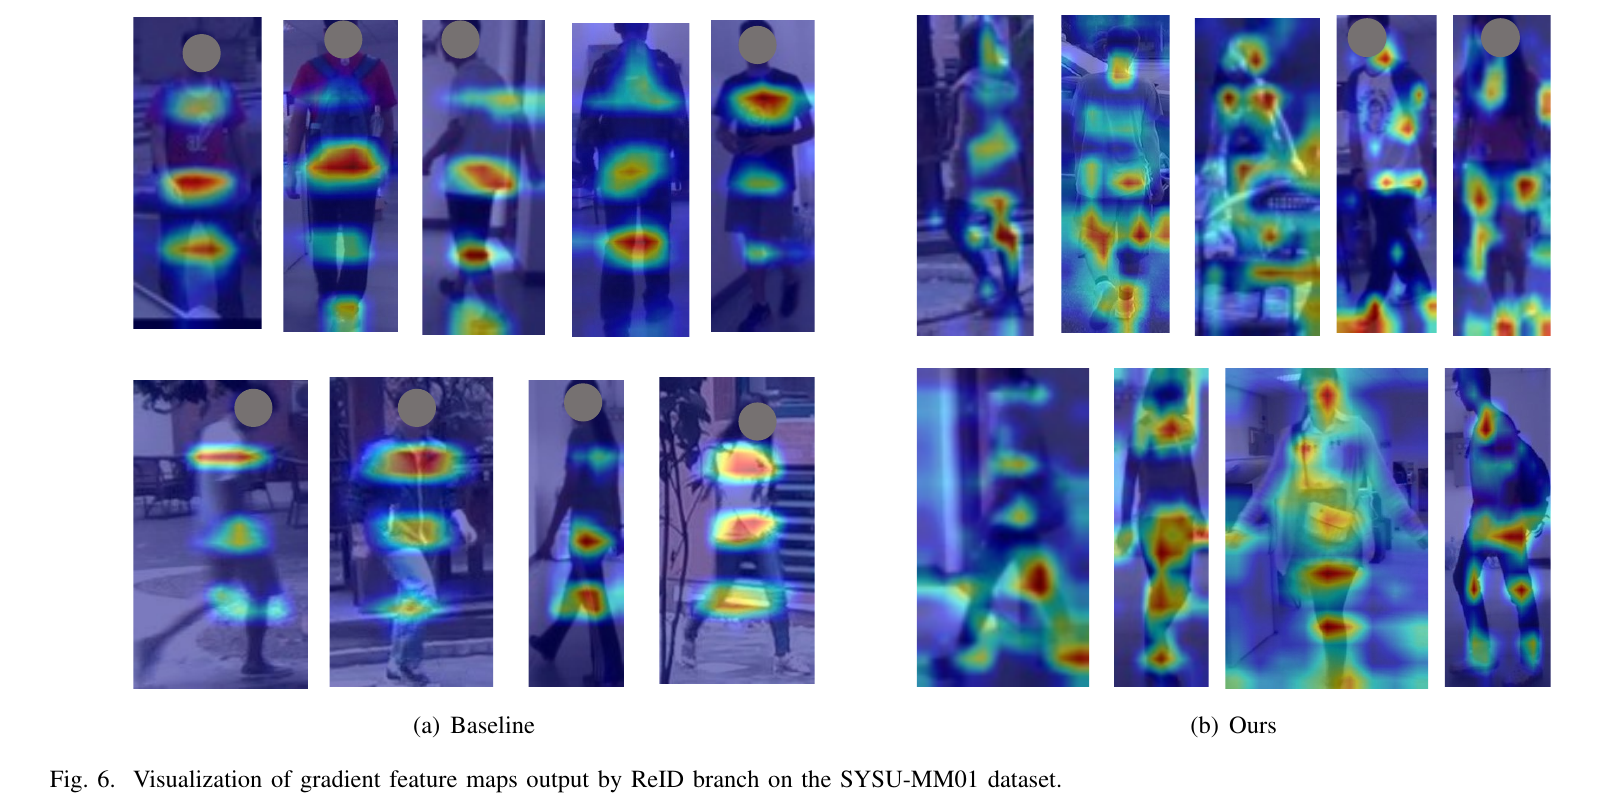 (a) Baseline
(b) Ours
Fig. 6. Visualization of gradient feature maps output by ReID branch on the SYSU-MM01 dataset.